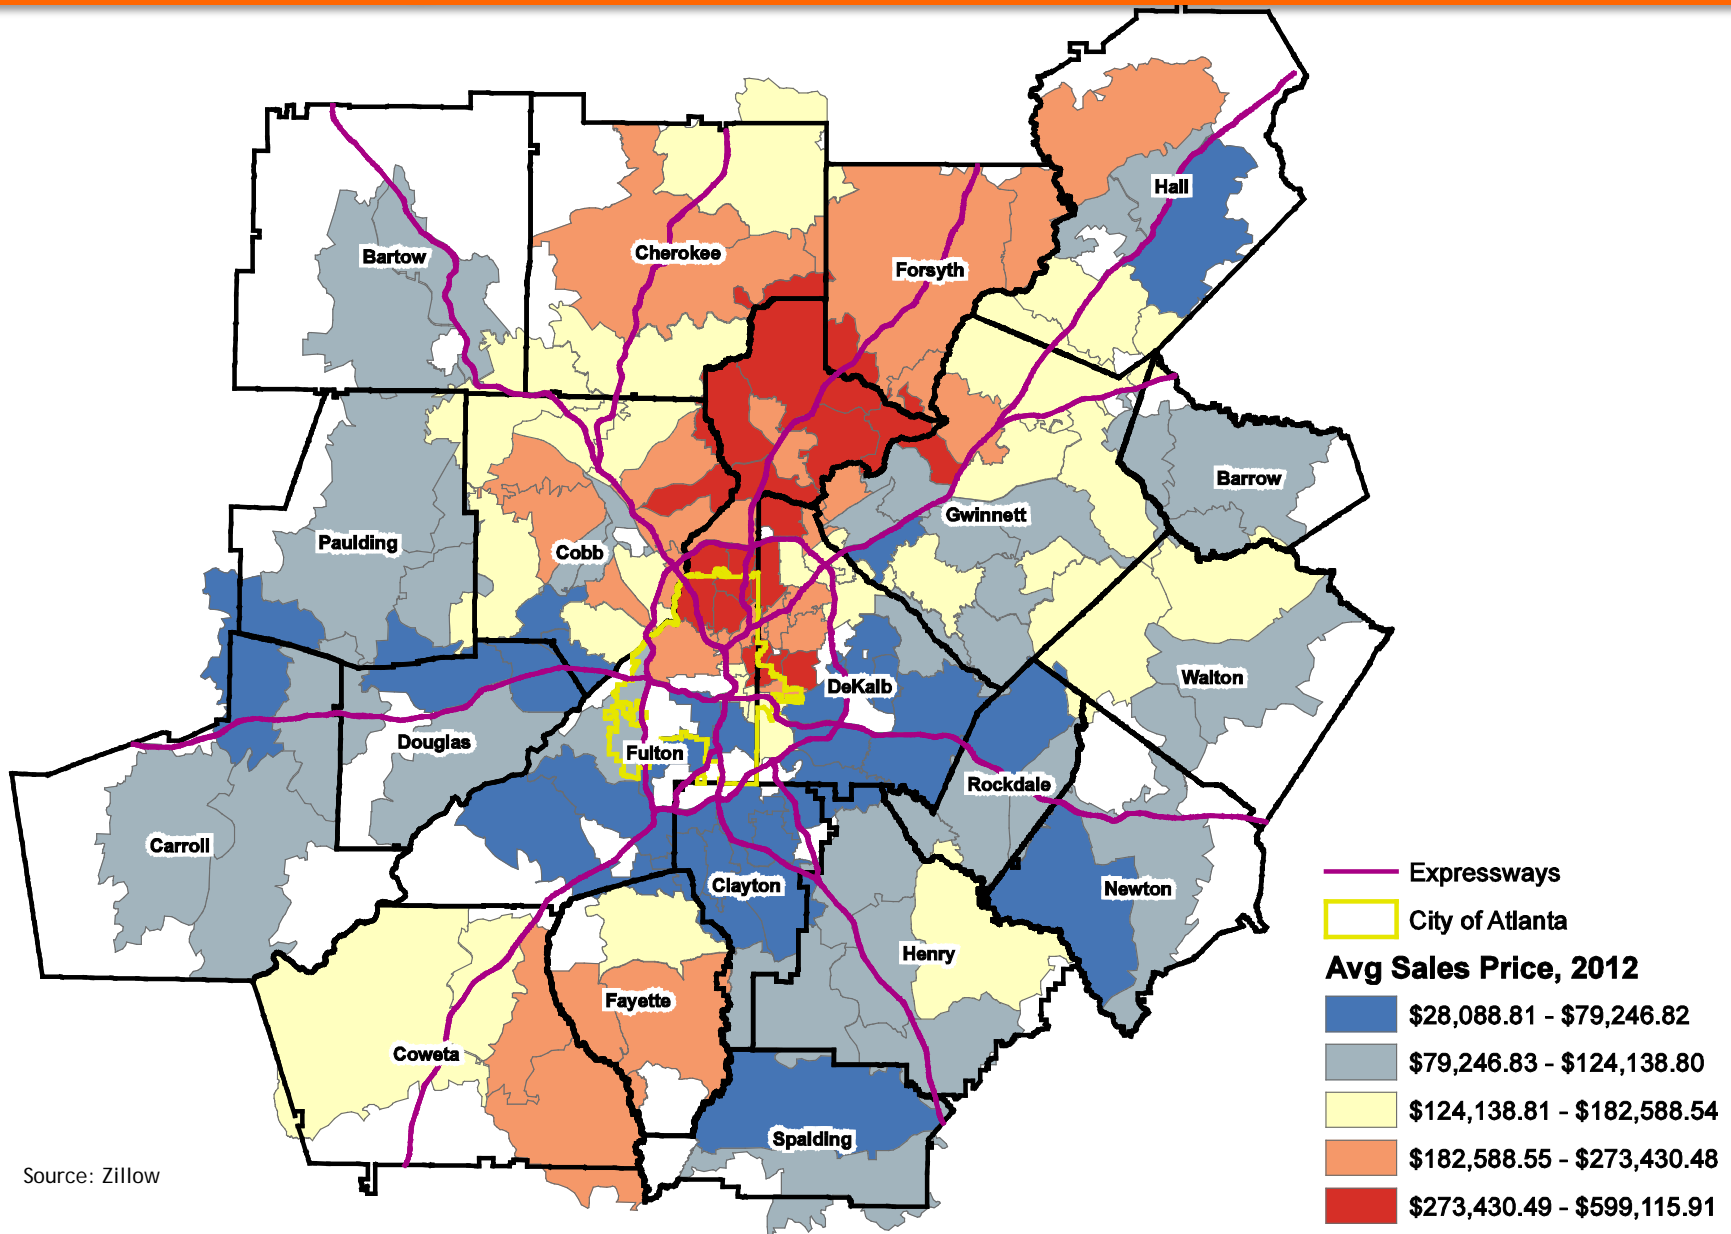 Hall
Bartow
Cherokee
Forsyth
Barrow
Gwinnett
Paulding
Cobb
Walton
DeKalb
Douglas
Fulton
Rockdale
Carroll
Clayton
Newton
Henry
Fayette
Coweta
Spalding
Source: Zillow
Expressways
City of Atlanta
Avg Sales Price, 2012
$28,088.81 - $79,246.82
$79,246.83 - $124,138.80
$124,138.81 - $182,588.54
$182,588.55 - $273,430.48
$273,430.49 - $599,115.91